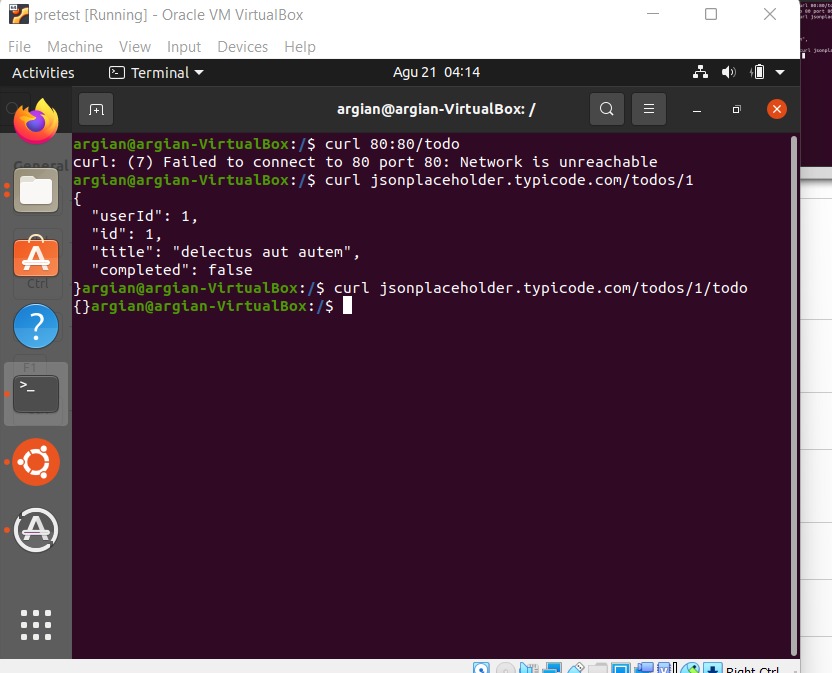 pretest [Running] - Oracle VM VirtualBox
File Machine View Input Devices Help
Activities Terminal Agu 21 04:14
argian@argian-VirtualBox: /
argian@argian-VirtualBox:/$ curl 80:80/todo
curl: (7) Failed to connect to 80 port 80: Network is unreachable
argian@argian-VirtualBox:/$ curl jsonplaceholder.typicode.com/todos/1
{
"userId": 1,
"id": 1,
"title": "delectus aut autem",
"completed": false
}argian@argian-VirtualBox:/$ curl jsonplaceholder.typicode.com/todos/1/todo
{}argian@argian-VirtualBox:/$
General
Ctrl
F1
Right Ctrl